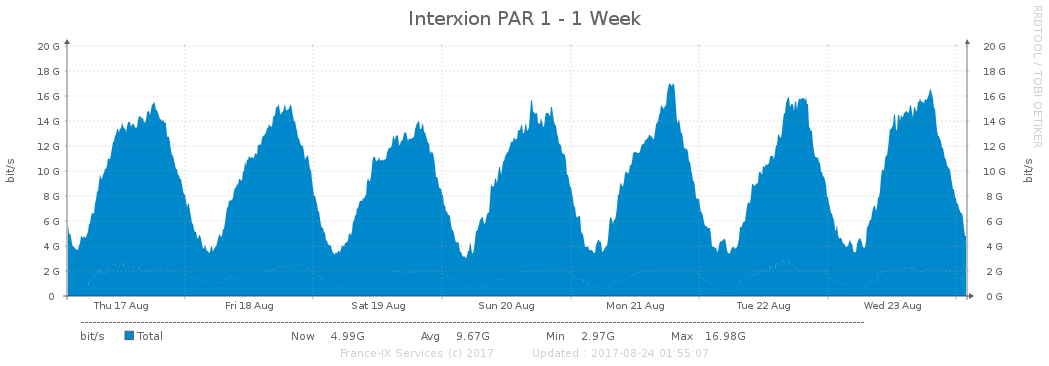 Interxion PAR 1 - 1 Week
RRDTOOL / TOBI OETIKER
20 G 20 G
18 G 18 G
16 G 16 G
14 G 14 G
12 G 12 G
10 G 10 G
8 G 8 G
6 G 6 G
4 G 4 G
2 G 2 G
0 0 G
bit/s bit/s
Thu 17 Aug Fri 18 Aug Sat 19 Aug Sun 20 Aug Mon 21 Aug Tue 22 Aug Wed 23 Aug
bit/s Total Now 4.99G Avg 9.67G Min 2.97G Max 16.98G
France-IX Services (c) 2017 Updated : 2017-08-24 01:55:07